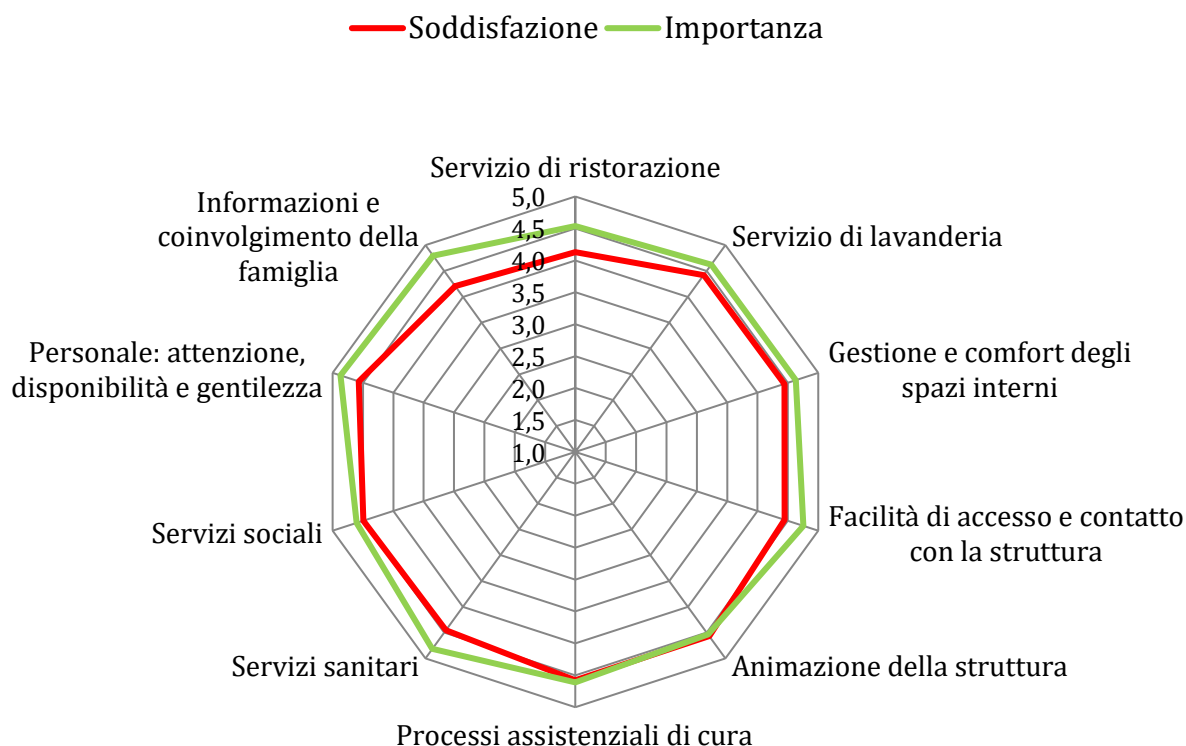 Soddisfazione Importanza
Servizio di ristorazione
Informazioni e
coinvolgimento della
famiglia
Servizio di lavanderia
Personale: attenzione,
disponibilità e gentilezza
Gestione e comfort degli
spazi interni
5,0
4,5
4,0
3,5
3,0
2,5
2,0
1,5
1,0
Servizi sociali
Facilità di accesso e contatto
con la struttura
Servizi sanitari
Animazione della struttura
Processi assistenziali di cura